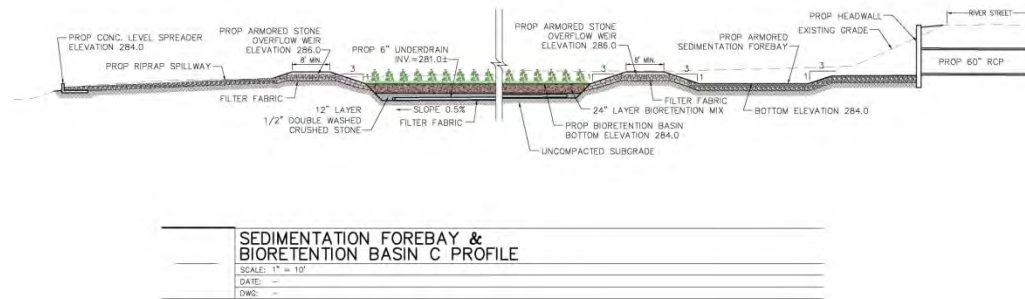 PROP CONC. LEVEL SPREADER
ELEVATION 284.0
PROP RIPRAP SPILLWAY
PROP ARMORED STONE
OVERFLOW WEIR
ELEVATION 286.0
8' MIN.
3
1
FILTER FABRIC
12" LAYER
1/2" DOUBLE WASHED
CRUSHED STONE
PROP 6" UNDERDRAIN
INV.=281.0±
SLOPE 0.5%
FILTER FABRIC
PROP ARMORED STONE
OVERFLOW WEIR
ELEVATION 286.0
8' MIN.
3
1
3
1
FILTER FABRIC
24" LAYER BIORETENTION MIX
PROP BIORETENTION BASIN
BOTTOM ELEVATION 284.0
UNCOMPACTED SUBGRADE
PROP ARMORED
SEDIMENTATION FOREBAY
3
1
BOTTOM ELEVATION 284.0
PROP HEADWALL
EXISTING GRADE
RIVER STREET
PROP 60" RCP
SEDIMENTATION FOREBAY &
BIORETENTION BASIN C PROFILE
SCALE: 1" = 10'
DATE: -
DWG: -